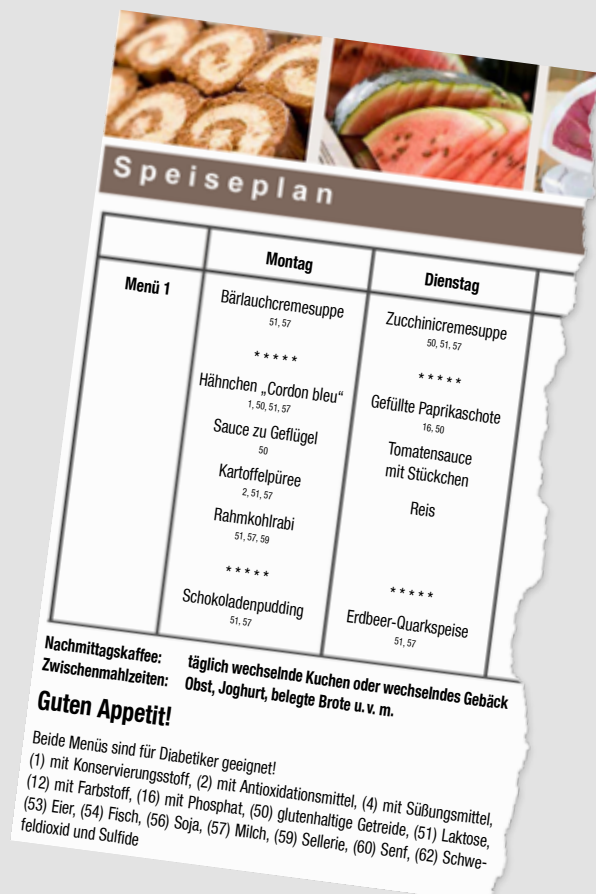 Speiseplan
Montag
Dienstag
Menü 1
Bärlauchcremesuppe
51, 57
* * * * *
Hähnchen „Cordon bleu“
1, 50, 51, 57
Sauce zu Geflügel
50
Kartoffelpüree
2, 51, 57
Rahmkohlrabi
51, 57, 59
* * * * *
Schokoladenpudding
51, 57
Zucchinicremesuppe
50, 51, 57
* * * * *
Gefüllte Paprikaschote
16, 50
Tomatensauce
mit Stückchen
Reis
* * * * *
Erdbeer-Quarkspeise
51, 57
Nachmittagskaffee: täglich wechselnde Kuchen oder wechselndes Gebäck
Zwischenmahlzeiten: Obst, Joghurt, belegte Brote u. v. m.
Guten Appetit!
Beide Menüs sind für Diabetiker geeignet!
(1) mit Konservierungsstoff, (2) mit Antioxidationsmittel, (4) mit Süßungsmittel,
(12) mit Farbstoff, (16) mit Phosphat, (50) glutenhaltige Getreide, (51) Laktose,
(53) Eier, (54) Fisch, (56) Soja, (57) Milch, (59) Sellerie, (60) Senf, (62) Schwe-
feldioxid und Sulfide